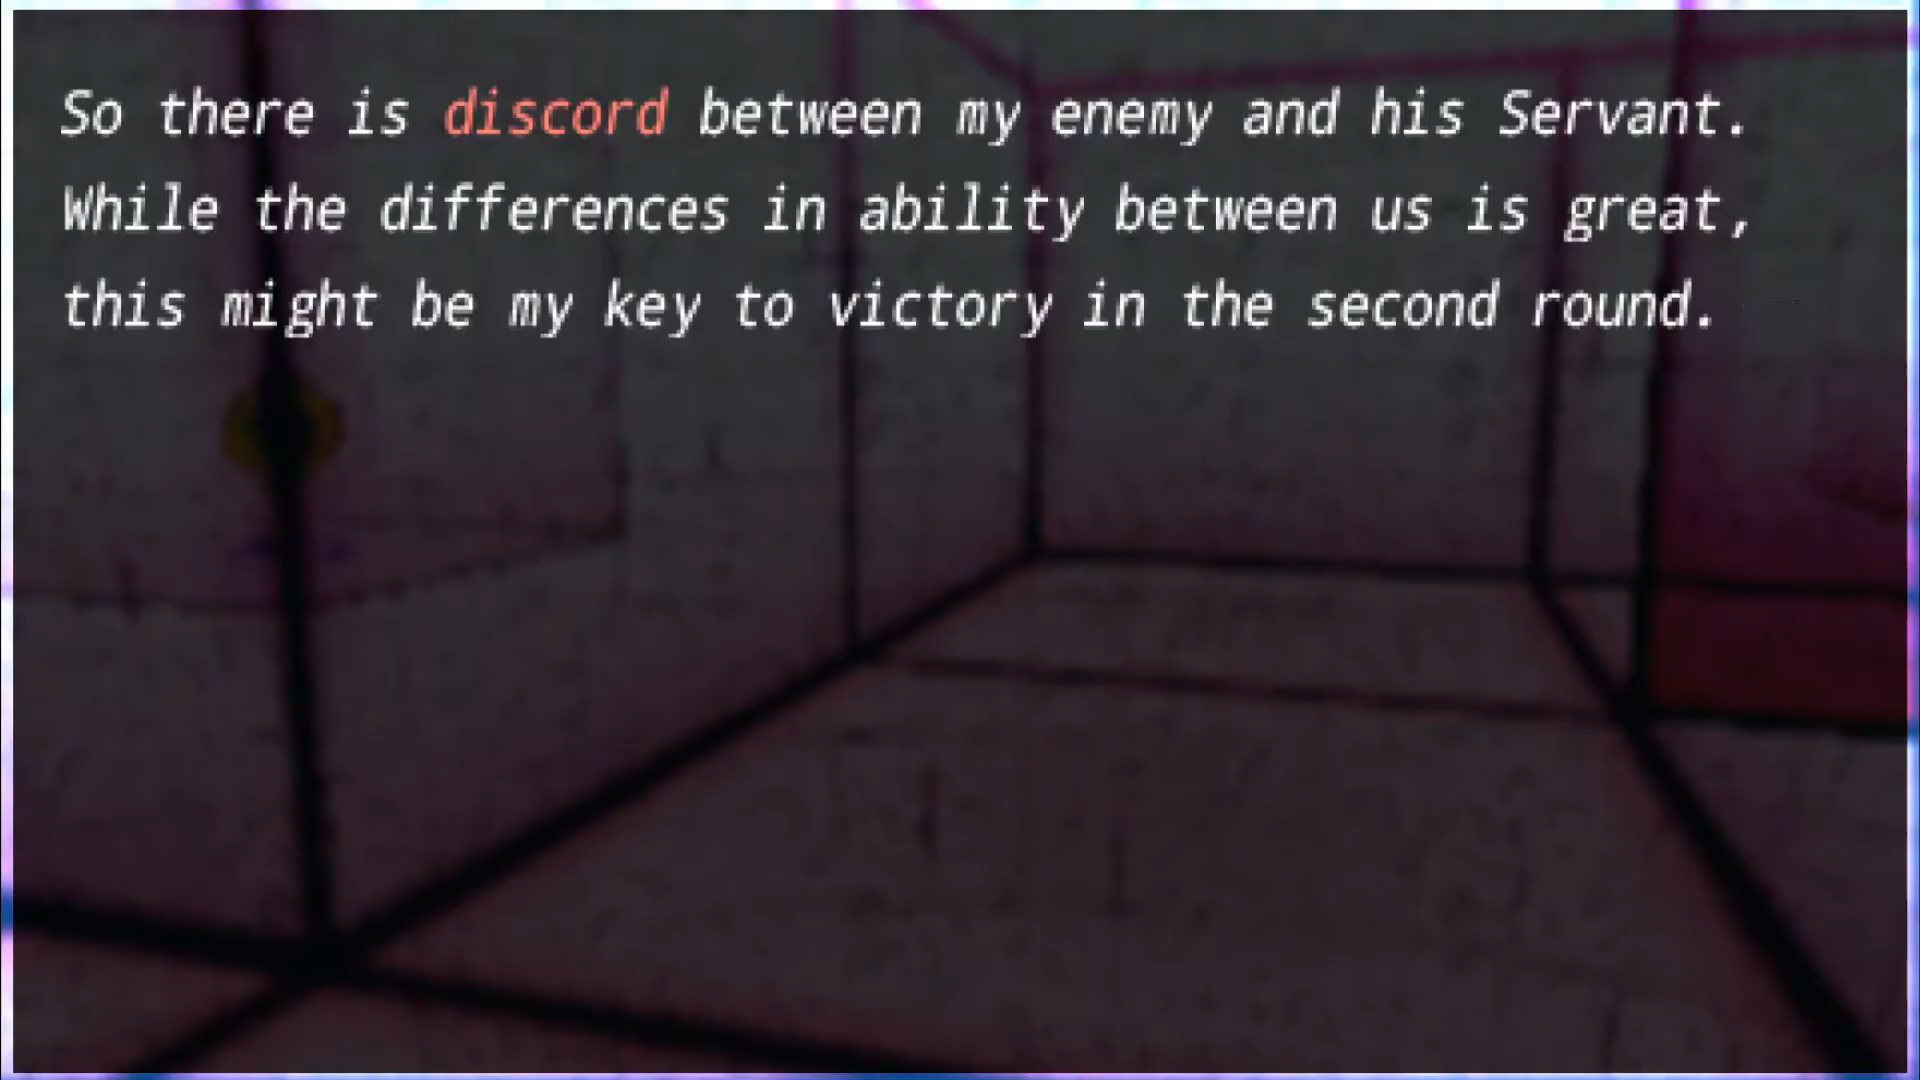 So there is discord between my enemy and his Servant.
While the differences in ability between us is great,
this might be my key to victory in the second round.